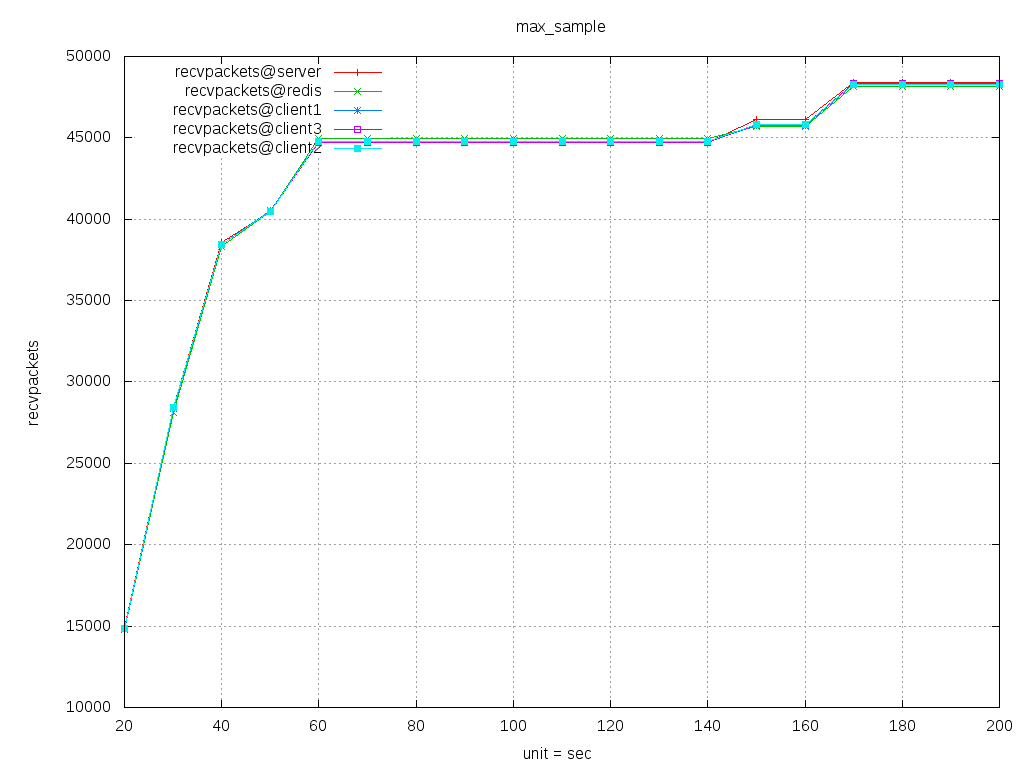 max_sample
50000
45000
40000
35000
30000
25000
20000
15000
10000
recvpackets@server
recvpackets@redis
recvpackets@client1
recvpackets@client3
recvpackets@client2
recvpackets
20 40 60 80 100 120 140 160 180 200
unit = sec